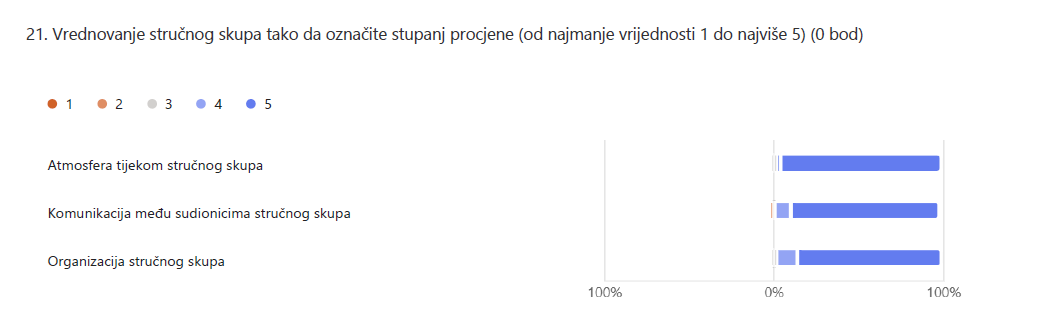 21. Vrednovanje stručnog skupa tako da označite stupanj procjene (od najmanje vrijednosti 1 do najviše 5) (0 bod)
1 2 3 4 5
Atmosfera tijekom stručnog skupa
Komunikacija među sudionicima stručnog skupa
Organizacija stručnog skupa
100% 0% 100%